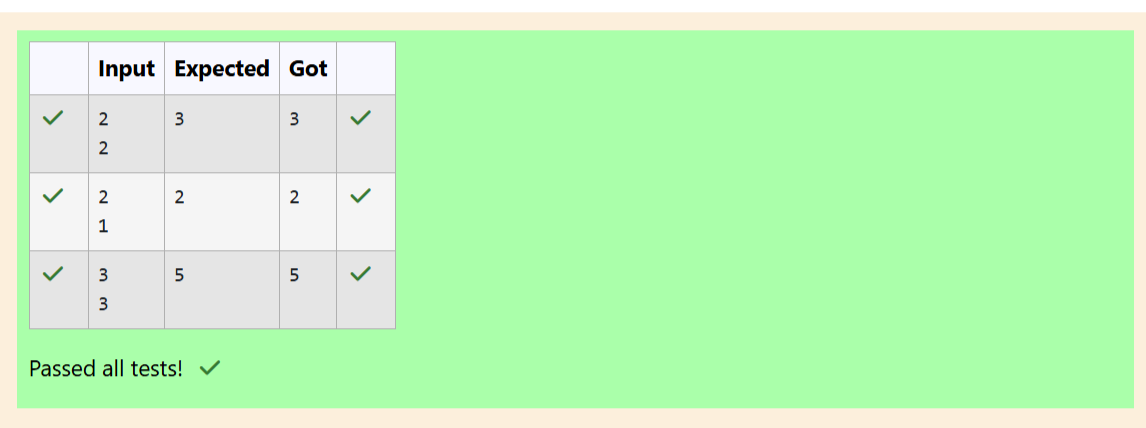 Input Expected Got
2 3 3
2
2 2 2
1
3 5 5
3
Passed all tests!